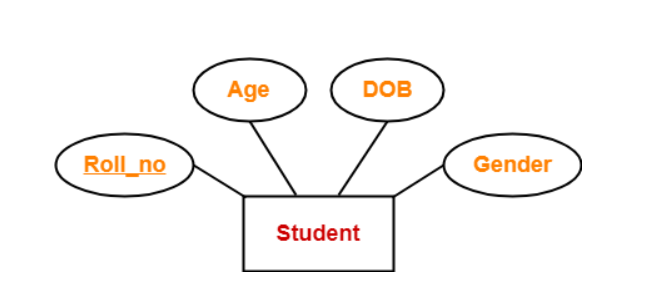 Age
DOB
Roll_no
Gender
Student